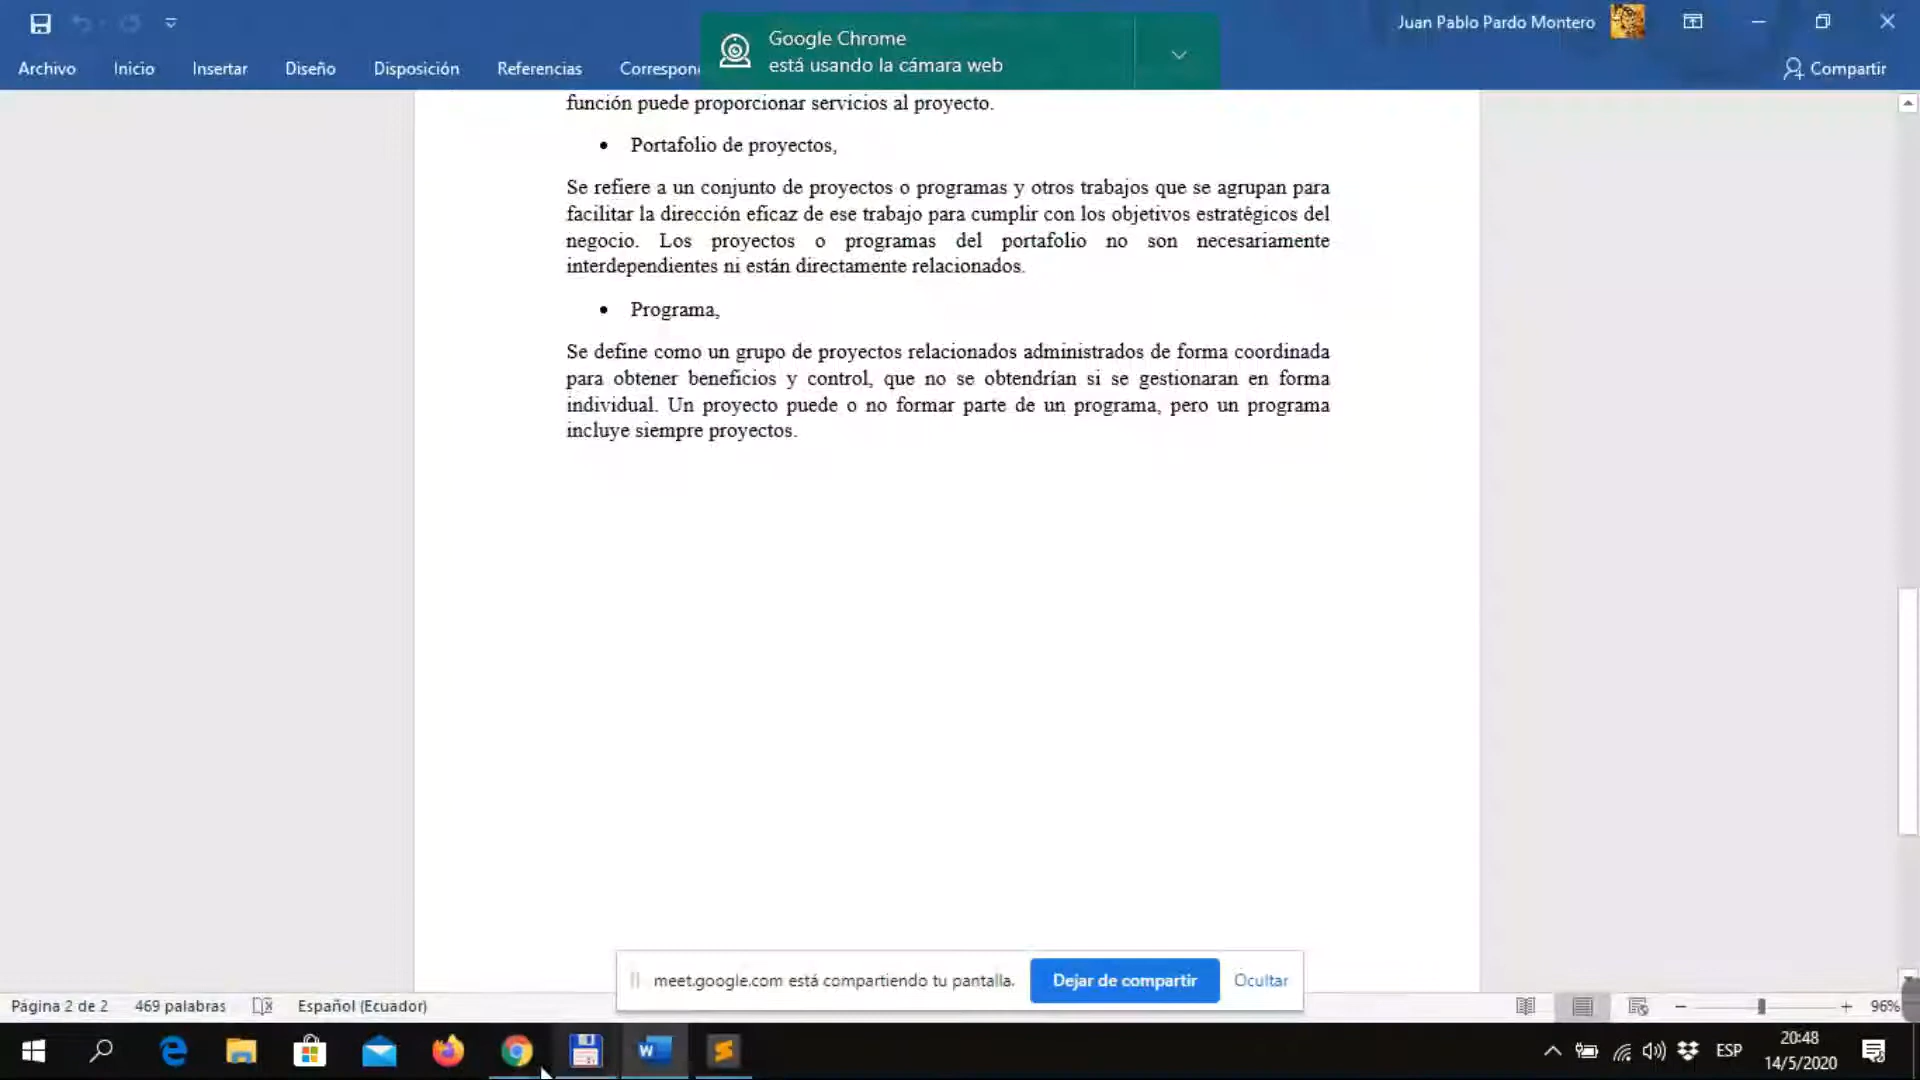 Juan Pablo Pardo Montero
Google Chrome
está usando la cámara web
Archivo Inicio Insertar Diseño Disposición Referencias Correspon
Compartir
función puede proporcionar servicios al proyecto.
• Portafolio de proyectos,
Se refiere a un conjunto de proyectos o programas y otros trabajos que se agrupan para
facilitar la dirección eficaz de ese trabajo para cumplir con los objetivos estratégicos del
negocio. Los proyectos o programas del portafolio no son necesariamente
interdependientes ni están directamente relacionados.
• Programa,
Se define como un grupo de proyectos relacionados administrados de forma coordinada
para obtener beneficios y control, que no se obtendrían si se gestionaran en forma
individual. Un proyecto puede o no formar parte de un programa, pero un programa
incluye siempre proyectos.
meet.google.com está compartiendo tu pantalla. Dejar de compartir Ocultar
Página 2 de 2 469 palabras Español (Ecuador) 96%
ESP
20:48
14/5/2020